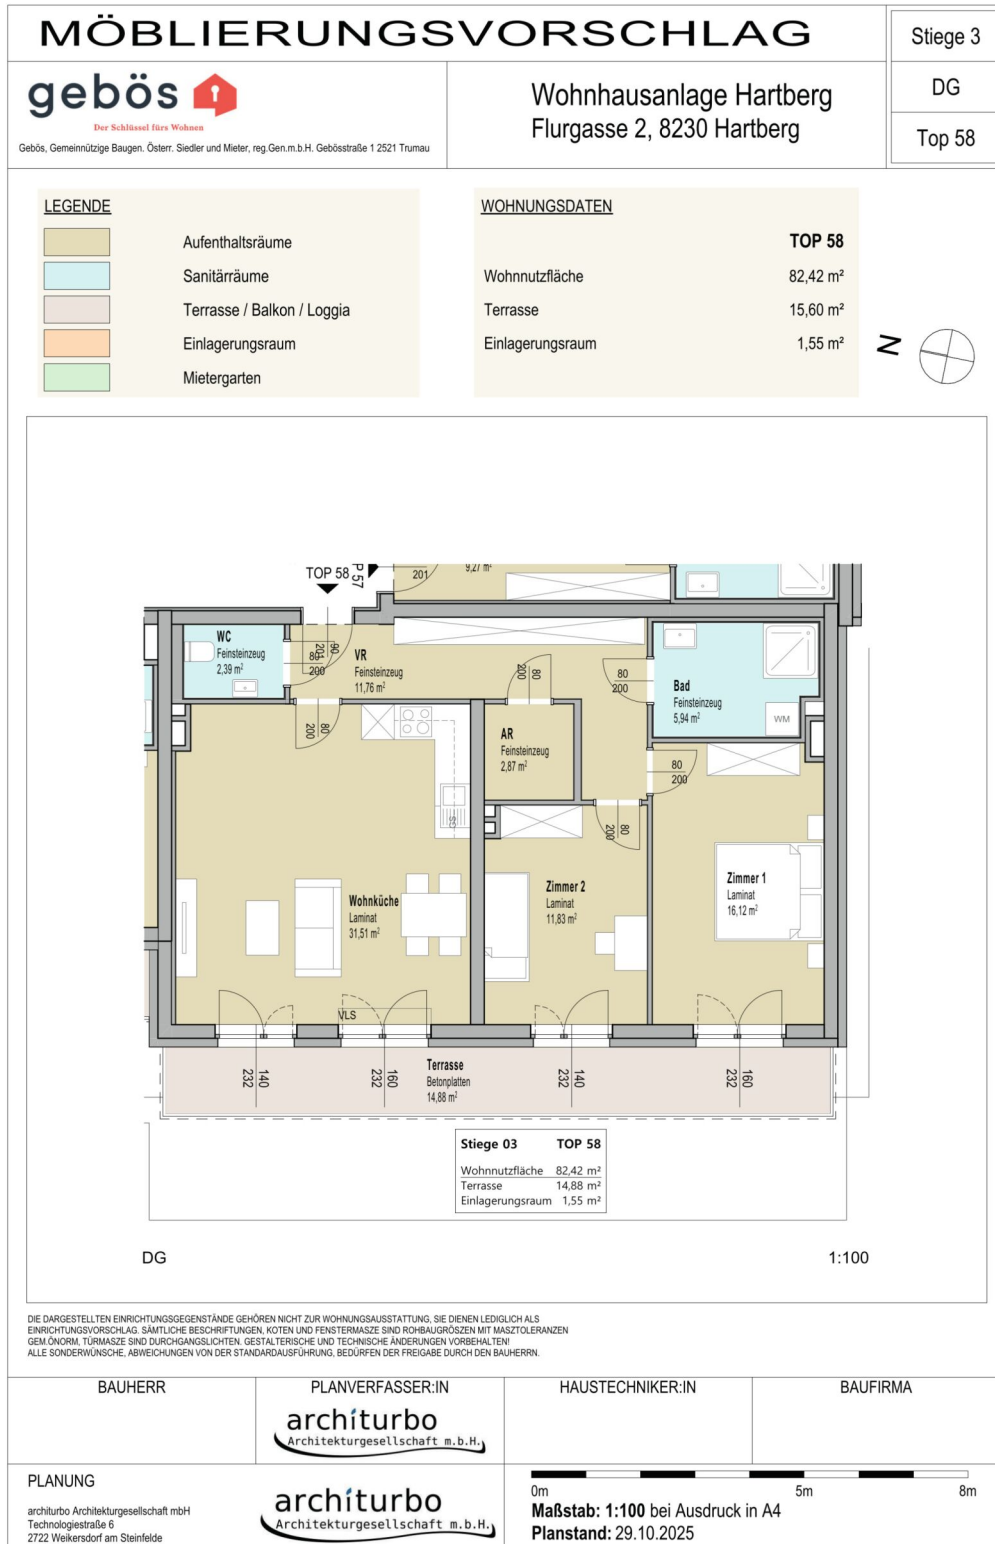 MÖBLIERUNGSVORSCHLAG
Stiege 3
DG
Top 58
gebös
Der Schlüssel fürs Wohnen
Gebös, Gemeinnützige Baugen. Österr. Siedler und Mieter, reg.Gen.m.b.H. Gebösstraße 1 2521 Trumau
Wohnhausanlage Hartberg
Flurgasse 2, 8230 Hartberg
LEGENDE
Aufenthaltsräume
Sanitärräume
Terrasse / Balkon / Loggia
Einlagerungsraum
Mietergarten
WOHNUNGSDATEN
TOP 58
Wohnnutzfläche 82,42 m²
Terrasse 15,60 m²
Einlagerungsraum 1,55 m²
N
TOP 58
P 57
201
9,27 m²
WC
Feinsteinzeug
2,39 m²
80
200
90
201
VR
Feinsteinzeug
11,76 m²
80
200
80
200
80
200
Bad
Feinsteinzeug
5,94 m²
WM
AR
Feinsteinzeug
2,87 m²
80
200
80
200
GS
Wohnküche
Laminat
31,51 m²
Zimmer 2
Laminat
11,83 m²
Zimmer 1
Laminat
16,12 m²
VLS
140
232
160
232
Terrasse
Betonplatten
14,88 m²
140
232
160
232
Stiege 03 TOP 58
Wohnnutzfläche 82,42 m²
Terrasse 14,88 m²
Einlagerungsraum 1,55 m²
DG
1:100
DIE DARGESTELLTEN EINRICHTUNGSGEGENSTÄNDE GEHÖREN NICHT ZUR WOHNUNGSAUSSTATTUNG, SIE DIENEN LEDIGLICH ALS
EINRICHTUNGSVORSCHLAG. SÄMTLICHE BESCHRIFTUNGEN, KOTEN UND FENSTERMASZE SIND ROHBAUGRÖSZEN MIT MASZTOLERANZEN
GEM.ÖNORM, TÜRMASZE SIND DURCHGANGSLICHTEN. GESTALTERISCHE UND TECHNISCHE ÄNDERUNGEN VORBEHALTEN!
ALLE SONDERWÜNSCHE, ABWEICHUNGEN VON DER STANDARDAUSFÜHRUNG, BEDÜRFEN DER FREIGABE DURCH DEN BAUHERRN.
BAUHERR
PLANVERFASSER:IN
architurbo
Architekturgesellschaft m.b.H.
HAUSTECHNIKER:IN
BAUFIRMA
PLANUNG
architurbo Architekturgesellschaft mbH
Technologiestraße 6
2722 Weikersdorf am Steinfelde
architurbo
Architekturgesellschaft m.b.H.
0m 5m 8m
Maßstab: 1:100 bei Ausdruck in A4
Planstand: 29.10.2025